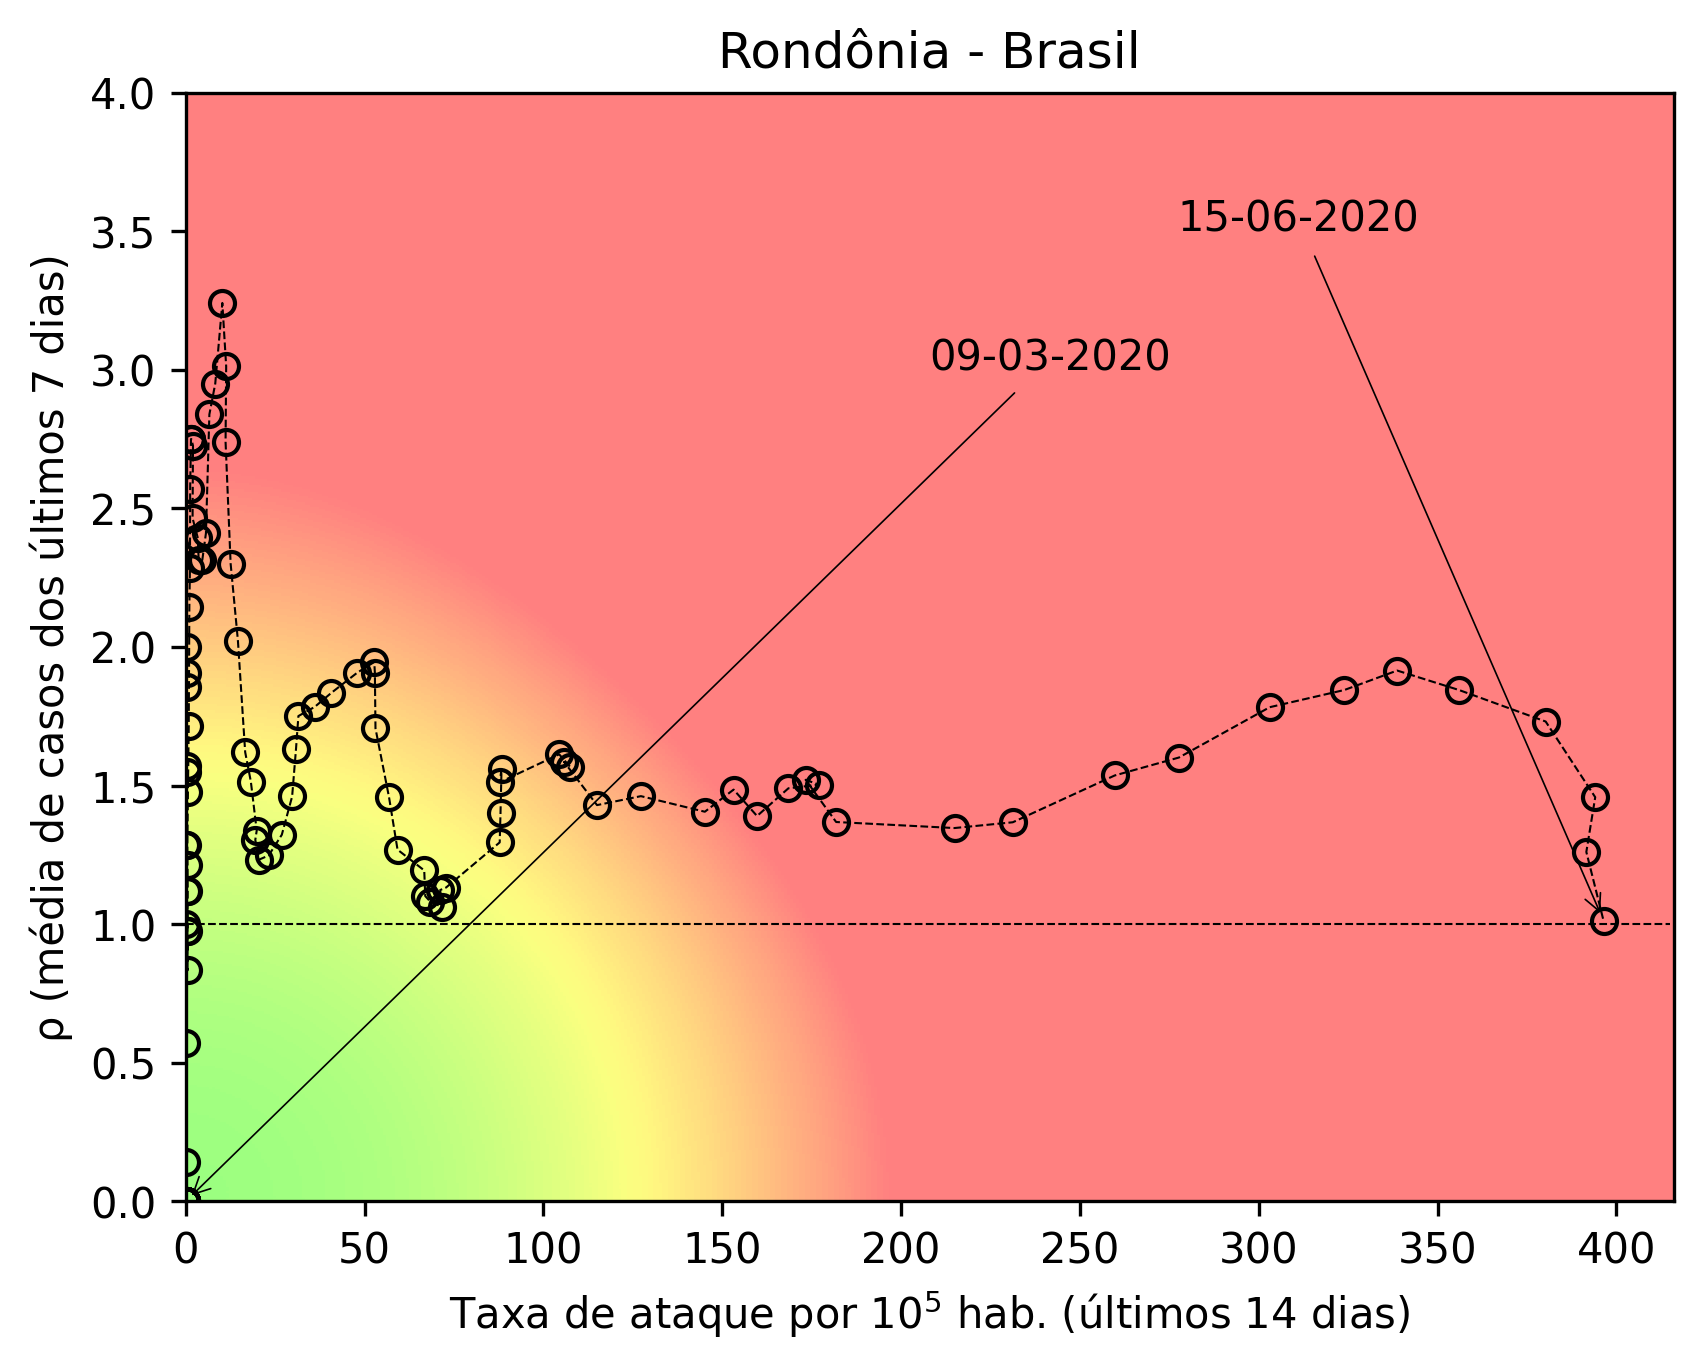 Rondônia - Brasil
4.0
3.5
3.0
2.5
2.0
1.5
1.0
0.5
0.0
ρ (média de casos dos últimos 7 dias)
15-06-2020
09-03-2020
0 50 100 150 200 250 300 350 400
Taxa de ataque por 10⁵ hab. (últimos 14 dias)